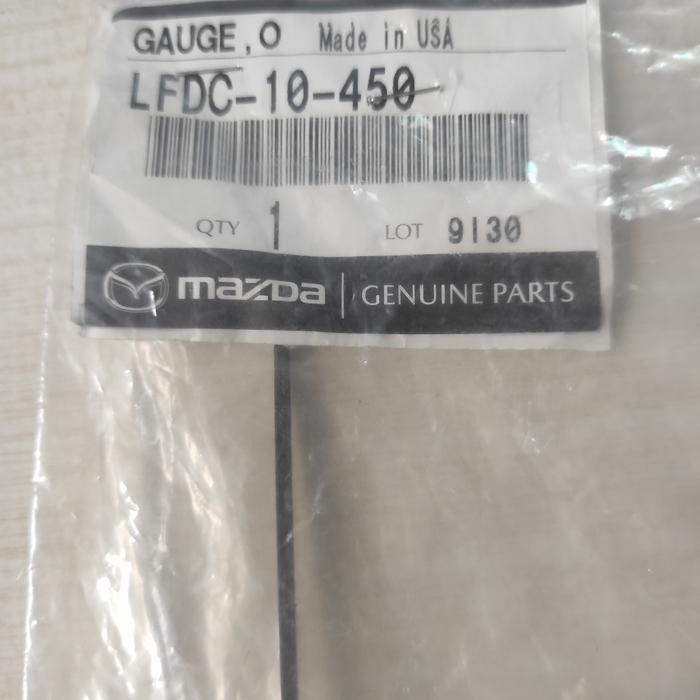 GAUGE,O Made in USA
LFDC-10-450
QTY 1 LOT 9130
mazda GENUINE PARTS